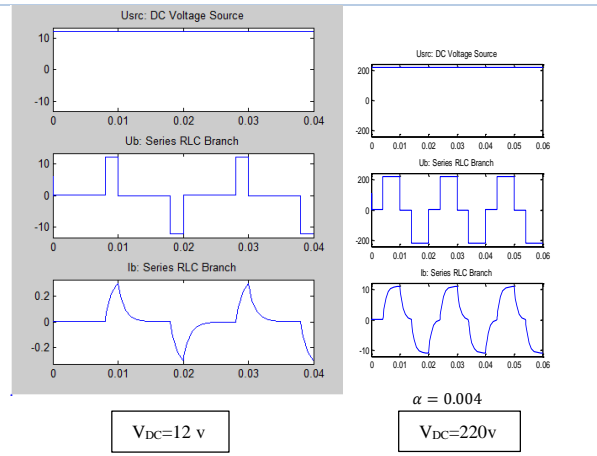 Usrc: DC Voltage Source
10
0
-10
0 0.01 0.02 0.03 0.04
Ub: Series RLC Branch
10
0
-10
0 0.01 0.02 0.03 0.04
Ib: Series RLC Branch
0.2
0
-0.2
0 0.01 0.02 0.03 0.04
V_DC=12 v
Usrc: DC Voltage Source
200
0
-200
0 0.01 0.02 0.03 0.04 0.05 0.06
Ub: Series RLC Branch
200
0
-200
0 0.01 0.02 0.03 0.04 0.05 0.06
Ib: Series RLC Branch
10
0
-10
0 0.01 0.02 0.03 0.04 0.05 0.06
α = 0.004
V_DC=220v